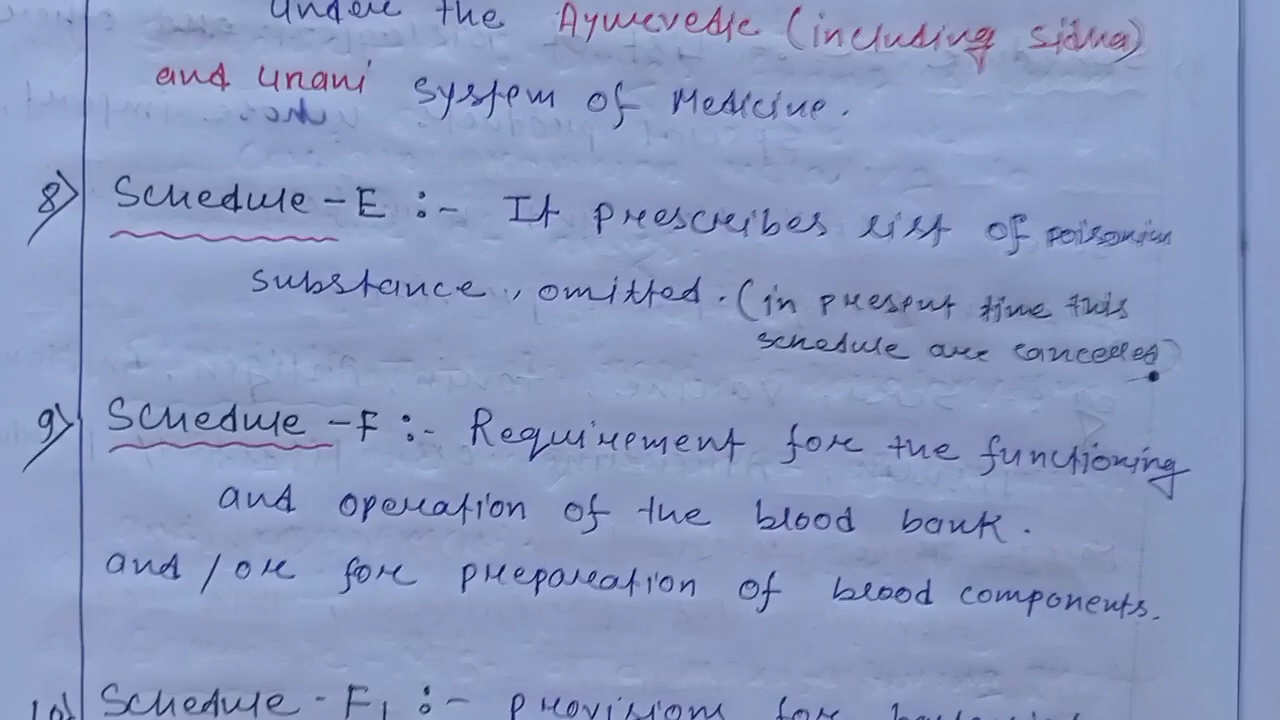 under the Ayurvedic (including sidha)
and unani system of Medicine.
8) Schedule - E :- It prescribes list of poisonius
substance, omitted. (in present time this
schedule are cancelled)
9) Schedule - F :- Requirement for the functioning
and operation of the blood bank.
and / or for preparation of blood components.
10) Schedule - F1 :- provisions for